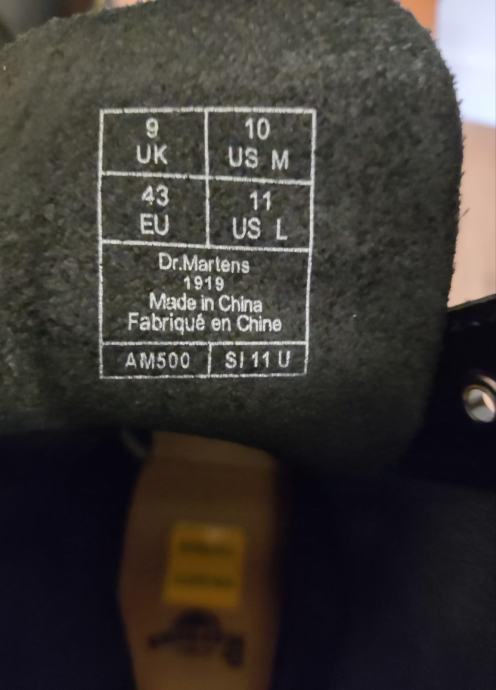 9 10
UK US M
43 11
EU US L
Dr.Martens
1919
Made in China
Fabriqué en Chine
AM500 SI 11 U